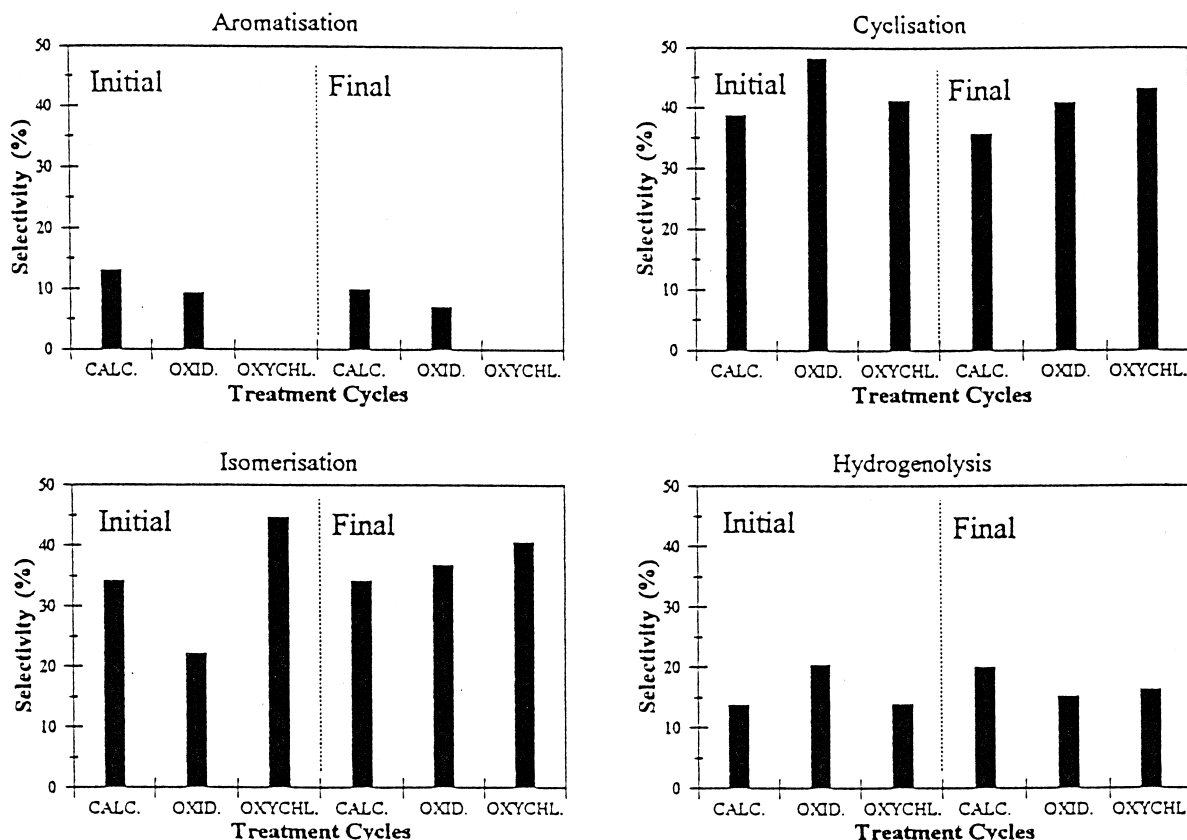 Aromatisation
50
40
30
20
10
0
Selectivity (%)
Initial
Final
CALC. OXID. OXYCHL. CALC. OXID. OXYCHL.
Treatment Cycles
Cyclisation
50
40
30
20
10
0
Selectivity (%)
Initial
Final
CALC. OXID. OXYCHL. CALC. OXID. OXYCHL.
Treatment Cycles
Isomerisation
50
40
30
20
10
0
Selectivity (%)
Initial
Final
CALC. OXID. OXYCHL. CALC. OXID. OXYCHL.
Treatment Cycles
Hydrogenolysis
50
40
30
20
10
0
Selectivity (%)
Initial
Final
CALC. OXID. OXYCHL. CALC. OXID. OXYCHL
Treatment Cycles